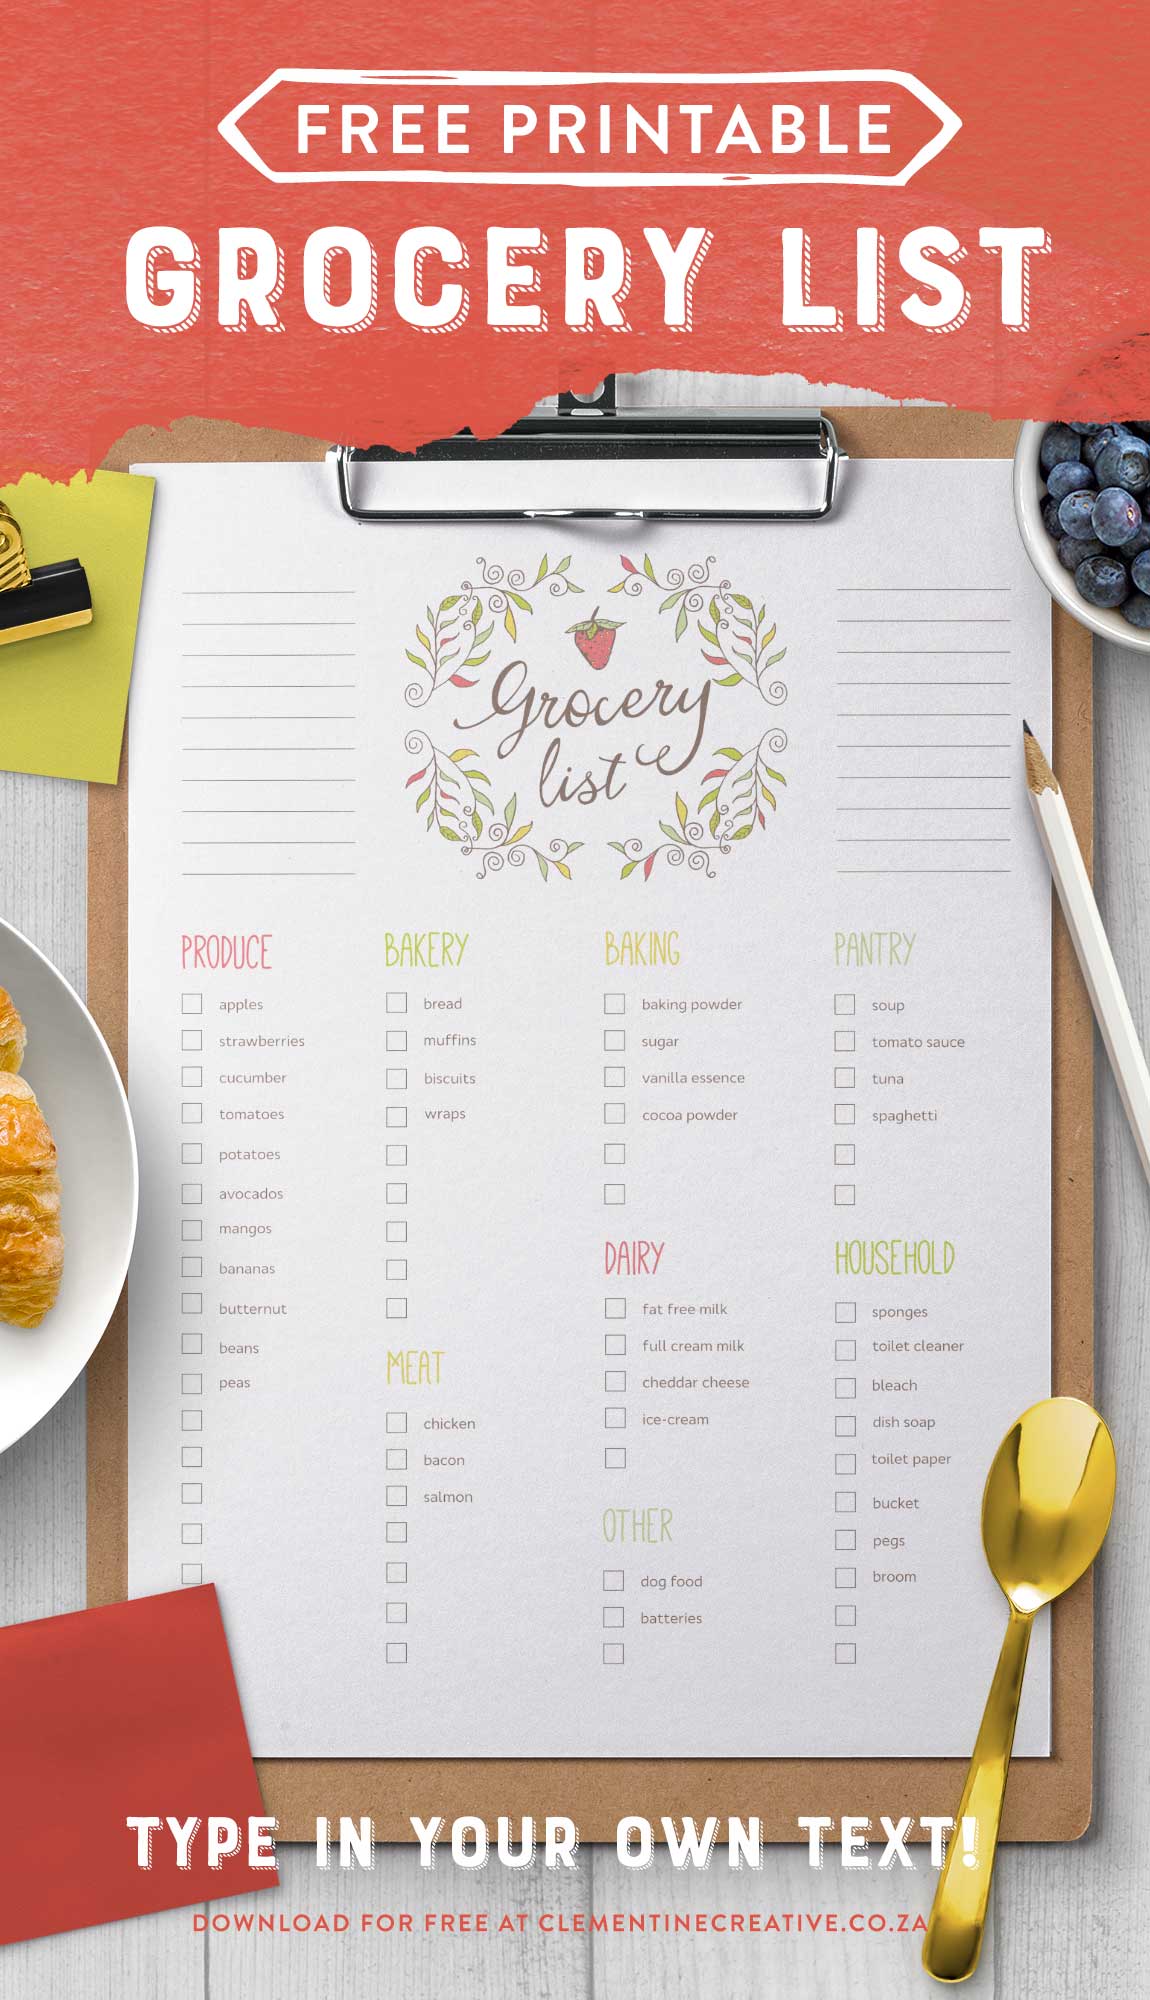 FREE PRINTABLE
GROCERY LIST
Grocery
list
PRODUCE
apples
strawberries
cucumber
tomatoes
potatoes
avocados
mangos
bananas
butternut
beans
peas
BAKERY
bread
muffins
biscuits
wraps
MEAT
chicken
bacon
salmon
BAKING
baking powder
sugar
vanilla essence
cocoa powder
DAIRY
fat free milk
full cream milk
cheddar cheese
ice-cream
OTHER
dog food
batteries
PANTRY
soup
tomato sauce
tuna
spaghetti
HOUSEHOLD
sponges
toilet cleaner
bleach
dish soap
toilet paper
bucket
pegs
broom
TYPE IN YOUR OWN TEXT!
DOWNLOAD FOR FREE AT CLEMENTINECREATIVE.CO.ZA